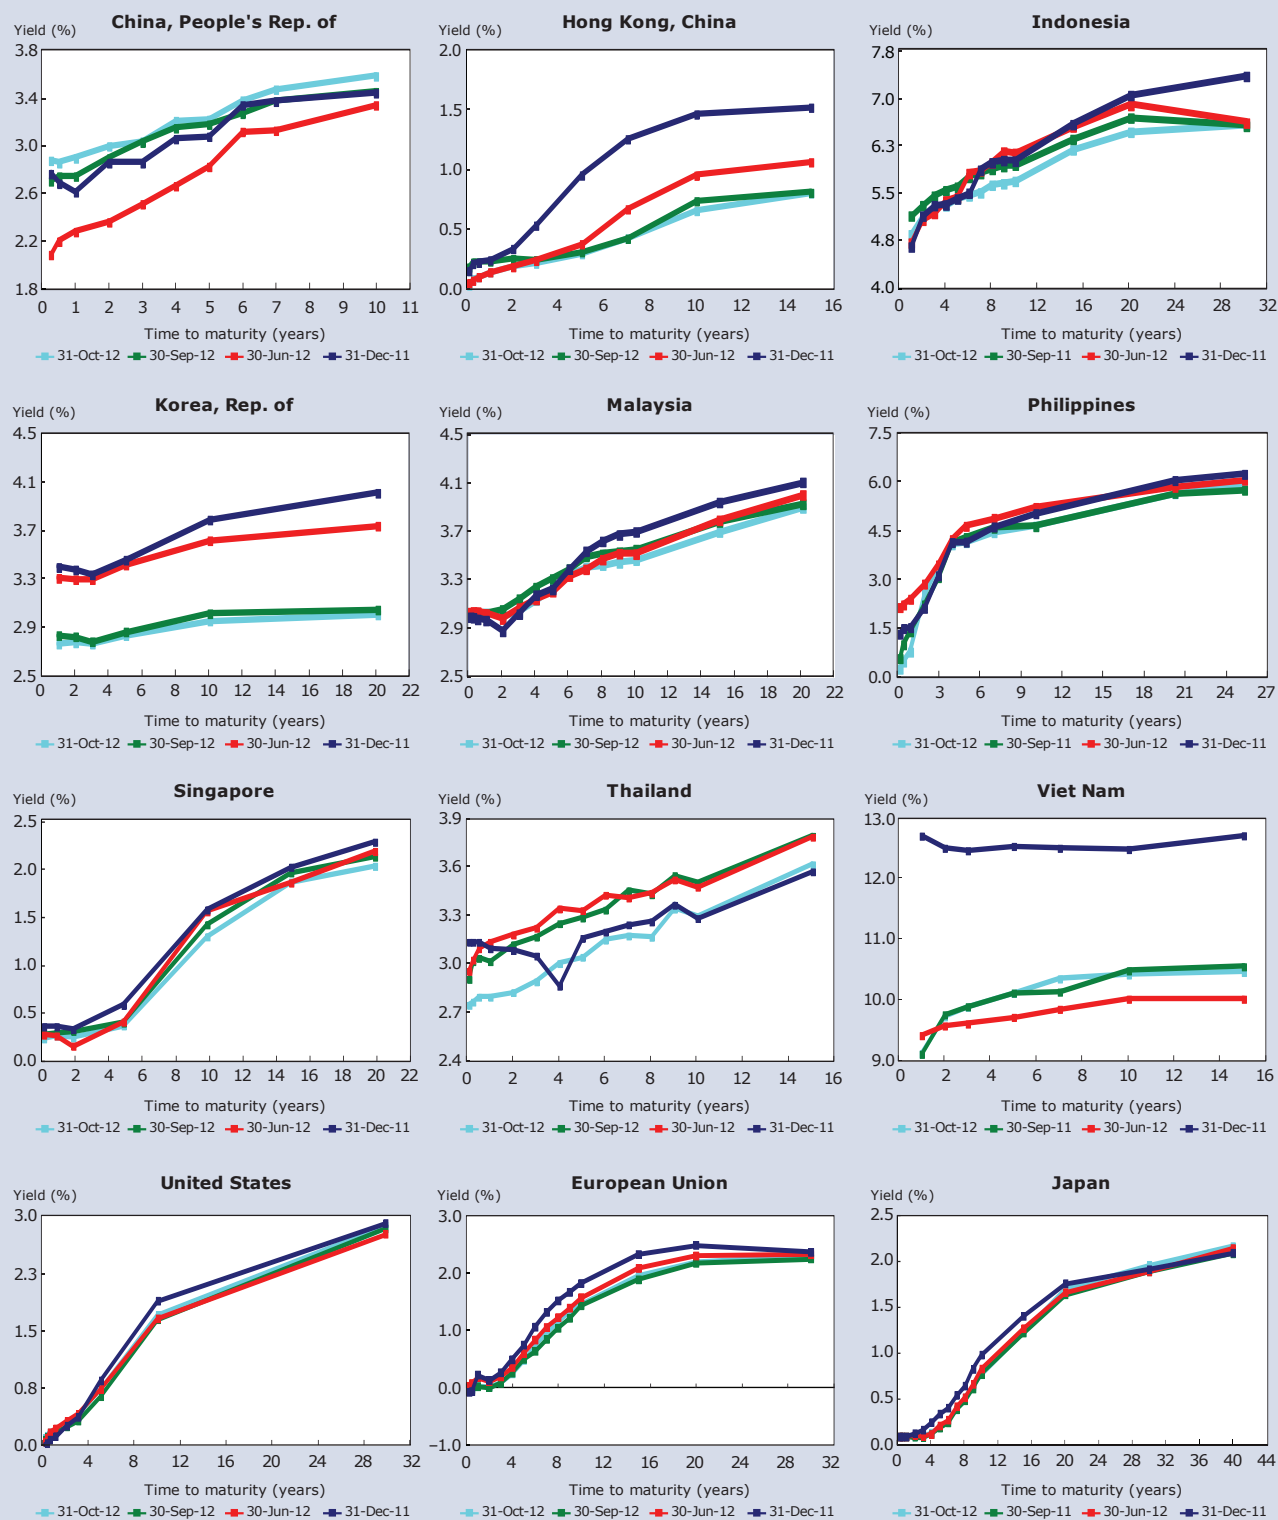 China, People's Rep. of
Yield (%)
3.8
3.4
3.0
2.6
2.2
1.8
0 1 2 3 4 5 6 7 8 9 10 11
Time to maturity (years)
31-Oct-12 30-Sep-12 30-Jun-12 31-Dec-11
Hong Kong, China
Yield (%)
2.0
1.5
1.0
0.5
0.0
0 2 4 6 8 10 12 14 16
Time to maturity (years)
31-Oct-12 30-Sep-12 30-Jun-12 31-Dec-11
Indonesia
Yield (%)
7.8
7.0
6.3
5.5
4.8
4.0
0 4 8 12 16 20 24 28 32
Time to maturity (years)
31-Oct-12 30-Sep-11 30-Jun-12 31-Dec-11
Korea, Rep. of
Yield (%)
4.5
4.1
3.7
3.3
2.9
2.5
0 2 4 6 8 10 12 14 16 18 20 22
Time to maturity (years)
31-Oct-12 30-Sep-12 30-Jun-12 31-Dec-11
Malaysia
Yield (%)
4.5
4.1
3.7
3.3
2.9
2.5
0 2 4 6 8 10 12 14 16 18 20 22
Time to maturity (years)
31-Oct-12 30-Sep-12 30-Jun-12 31-Dec-11
Philippines
Yield (%)
7.5
6.0
4.5
3.0
1.5
0.0
0 3 6 9 12 15 18 21 24 27
Time to maturity (years)
31-Oct-12 30-Sep-11 30-Jun-12 31-Dec-11
Singapore
Yield (%)
2.5
2.0
1.5
1.0
0.5
0.0
0 2 4 6 8 10 12 14 16 18 20 22
Time to maturity (years)
31-Oct-12 30-Sep-12 30-Jun-12 31-Dec-11
Thailand
Yield (%)
3.9
3.6
3.3
3.0
2.7
2.4
0 2 4 6 8 10 12 14 16
Time to maturity (years)
31-Oct-12 30-Sep-12 30-Jun-12 31-Dec-11
Viet Nam
Yield (%)
13.0
12.0
11.0
10.0
9.0
0 2 4 6 8 10 12 14 16
Time to maturity (years)
31-Oct-12 30-Sep-11 30-Jun-12 31-Dec-11
United States
Yield (%)
3.0
2.3
1.5
0.8
0.0
0 4 8 12 16 20 24 28 32
Time to maturity (years)
31-Oct-12 30-Sep-12 30-Jun-12 31-Dec-11
European Union
Yield (%)
3.0
2.0
1.0
0.0
−1.0
0 4 8 12 16 20 24 28 32
Time to maturity (years)
31-Oct-12 30-Sep-12 30-Jun-12 31-Dec-11
Japan
Yield (%)
2.5
2.0
1.5
1.0
0.5
0.0
0 4 8 12 16 20 24 28 32 36 40 44
Time to maturity (years)
31-Oct-12 30-Sep-11 30-Jun-12 31-Dec-11